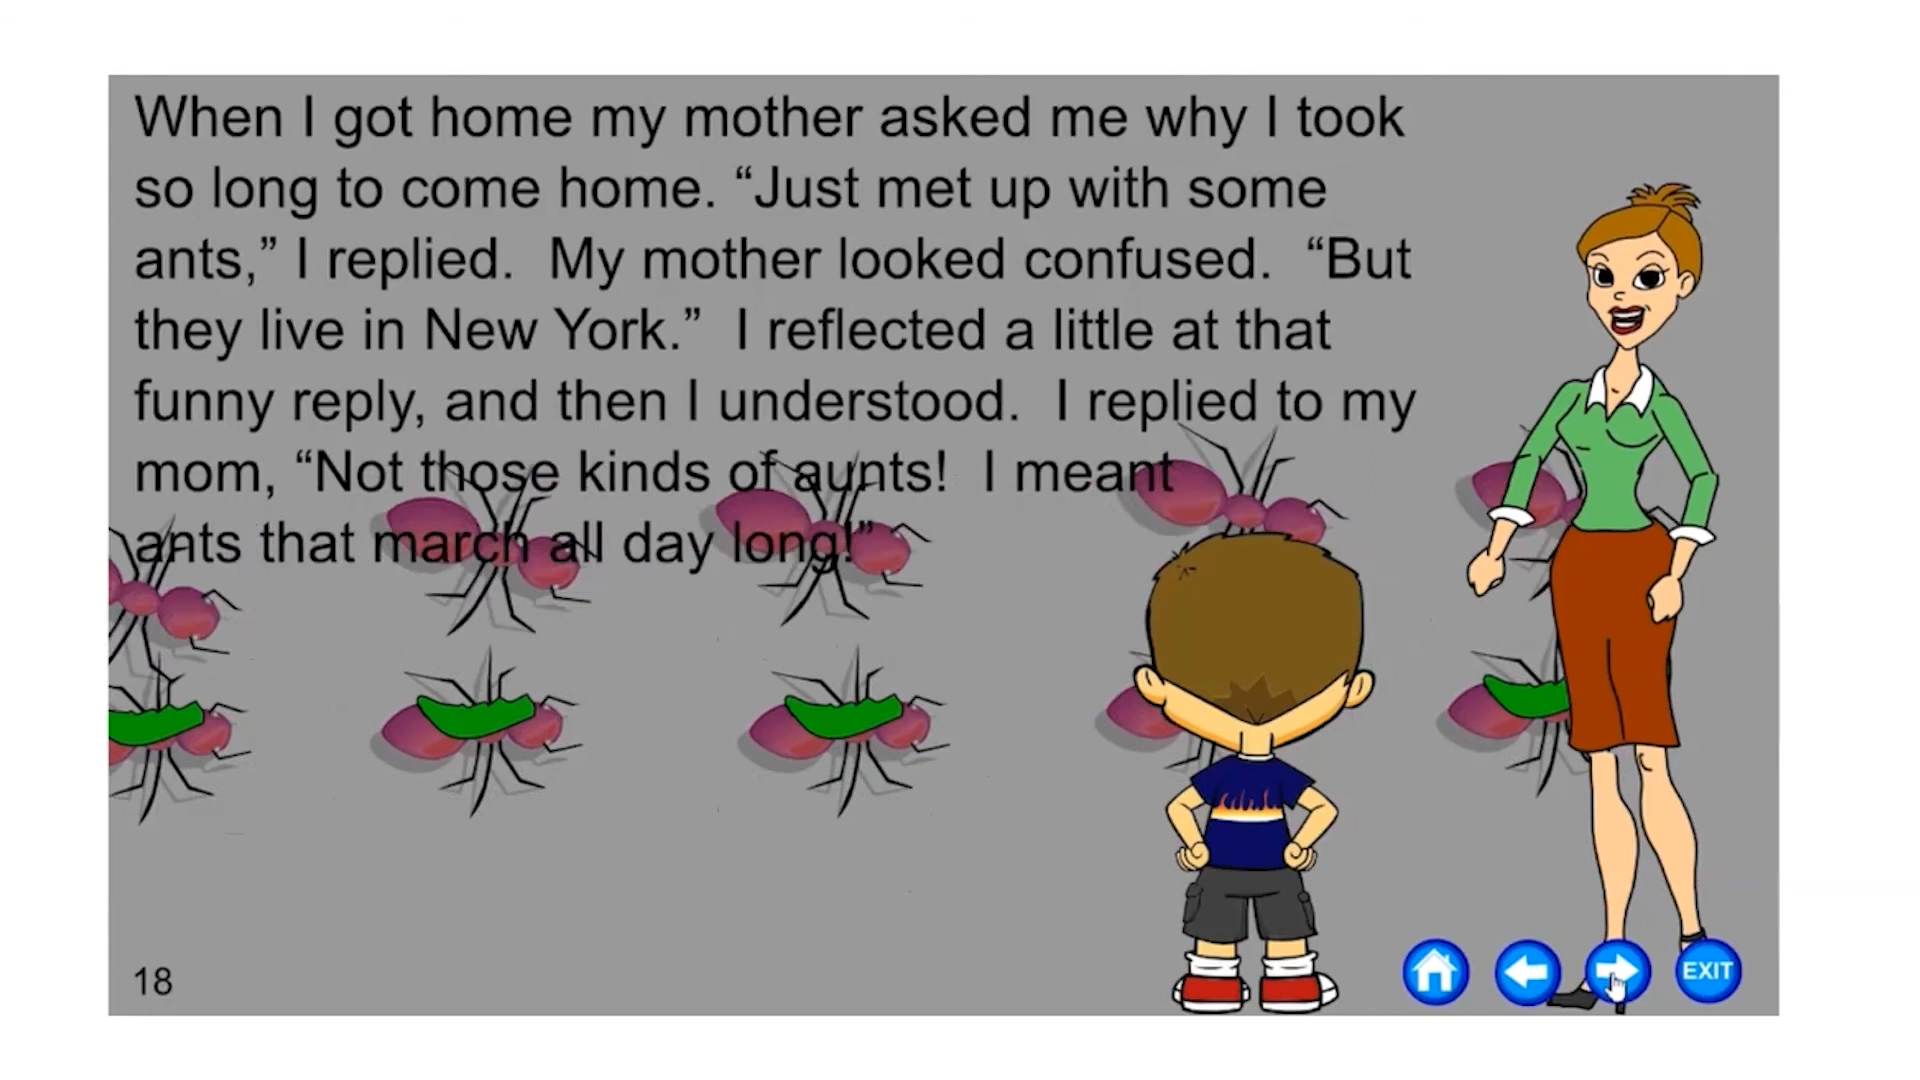 When I got home my mother asked me why I took
so long to come home. “Just met up with some
ants,” I replied.  My mother looked confused.  “But
they live in New York.”  I reflected a little at that
funny reply, and then I understood.  I replied to my
mom, “Not those kinds of aunts!  I meant
ants that march all day long!”
18
EXIT